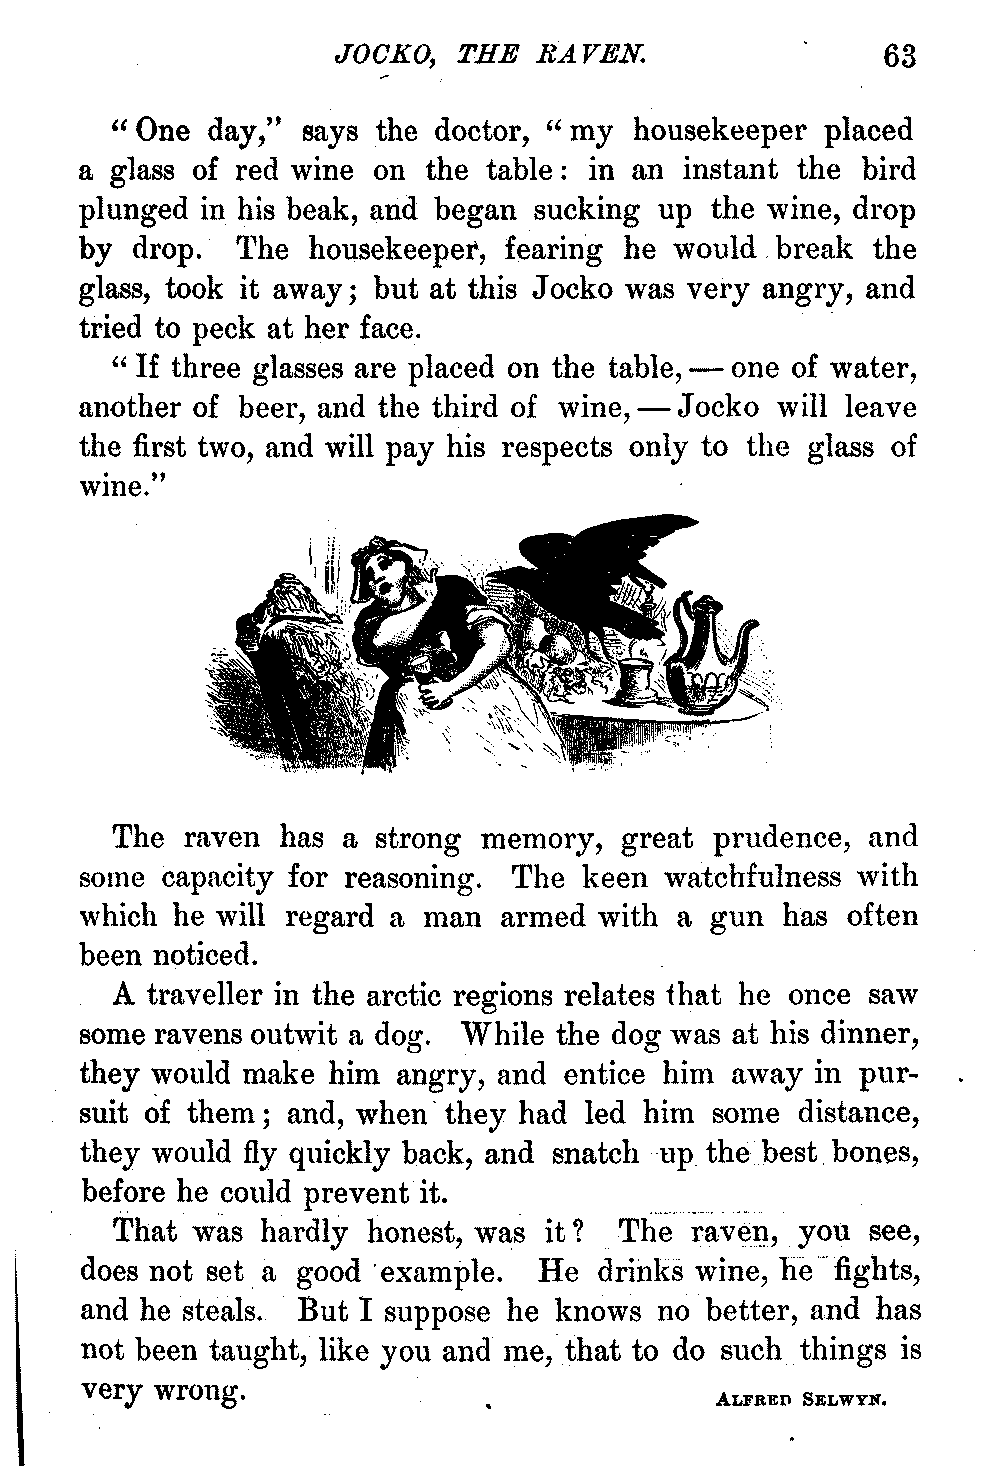 JOCKO, THE RAVEN. 63
" One day," says the doctor, " my housekeeper placed
a glass of red wine on the table : in an instant the bird
plunged in his beak, and began sucking up the wine, drop
by drop. The housekeeper, fearing he would break the
glass, took it away ; but at this Jocko was very angry, and
tried to peck at her face.
" If three glasses are placed on the table, — one of water,
another of beer, and the third of wine, — Jocko will leave
the first two, and will pay his respects only to the glass of
wine."
The raven has a strong memory, great prudence, and
some capacity for reasoning. The keen watchfulness with
which he will regard a man armed with a gun has often
been noticed.
A traveller in the arctic regions relates that he once saw
some ravens outwit a dog. While the dog was at his dinner,
they would make him angry, and entice him away in pur-
suit of them ; and, when they had led him some distance,
they would fly quickly back, and snatch up the best bones,
before he could prevent it.
That was hardly honest, was it ? The raven, you see,
does not set a good example. He drinks wine, he fights,
and he steals. But I suppose he knows no better, and has
not been taught, like you and me, that to do such things is
very wrong.
ALFRED SELWYN.